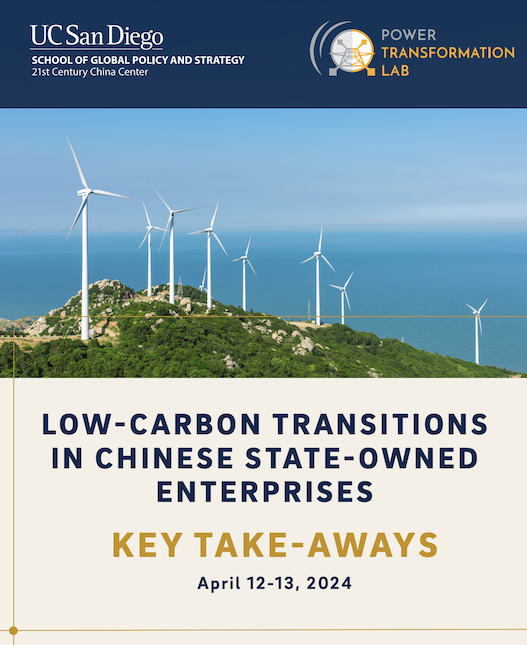 UC San Diego
SCHOOL OF GLOBAL POLICY AND STRATEGY
21st Century China Center
POWER
TRANSFORMATION
LAB
LOW-CARBON TRANSITIONS
IN CHINESE STATE-OWNED
ENTERPRISES
KEY TAKE-AWAYS
April 12-13, 2024